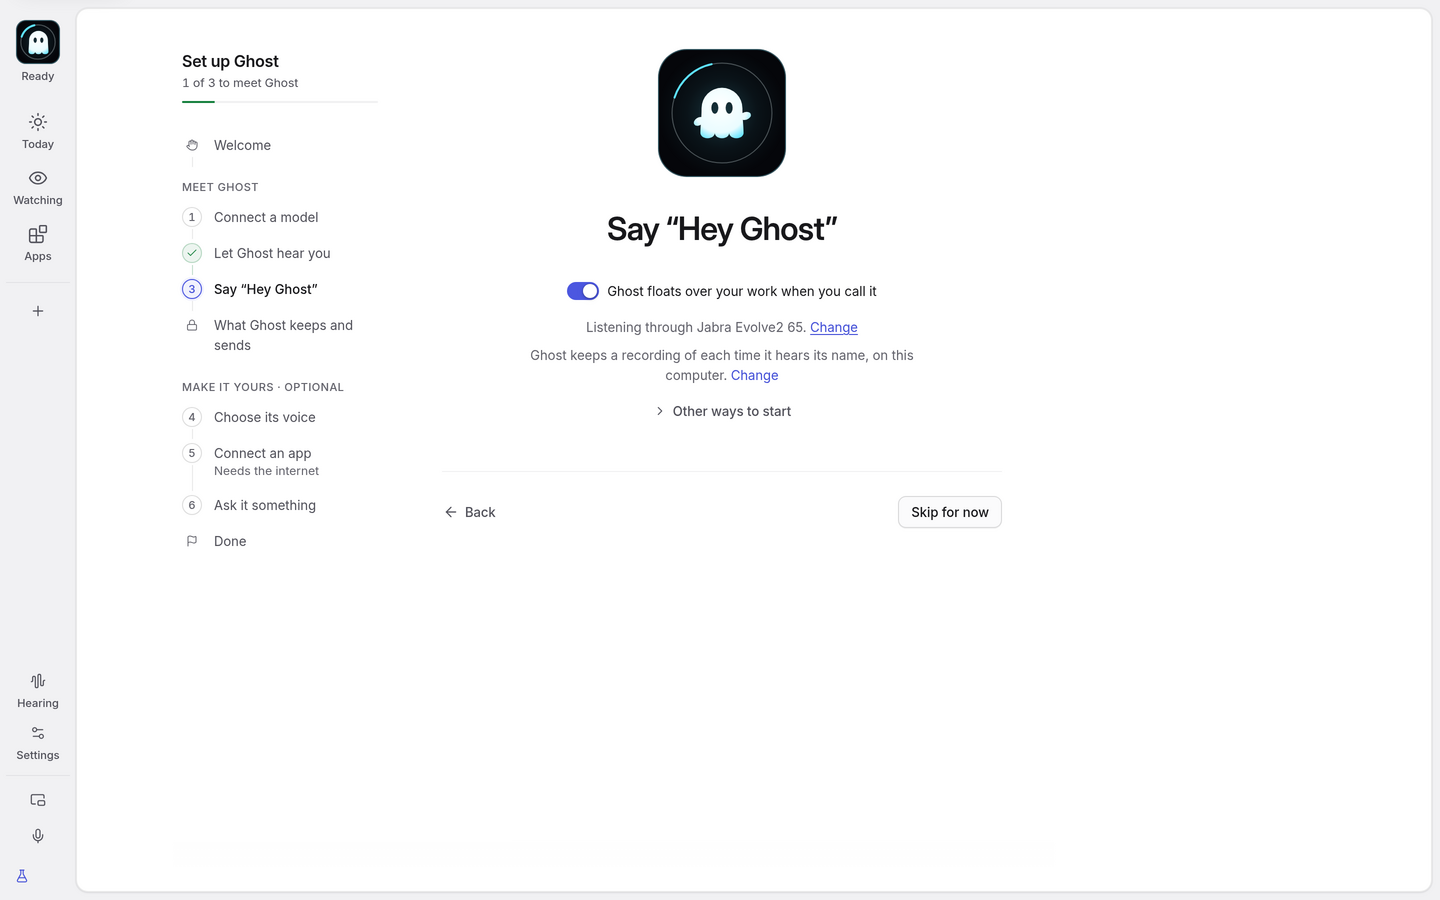 Ready
Today
Watching
Apps
Hearing
Settings
Set up Ghost
1 of 3 to meet Ghost
Welcome
MEET GHOST
1 Connect a model
Let Ghost hear you
3 Say “Hey Ghost”
What Ghost keeps and
sends
MAKE IT YOURS · OPTIONAL
4 Choose its voice
5 Connect an app
Needs the internet
6 Ask it something
Done
Say “Hey Ghost”
Ghost floats over your work when you call it
Listening through Jabra Evolve2 65. Change
Ghost keeps a recording of each time it hears its name, on this
computer. Change
Other ways to start
Back
Skip for now